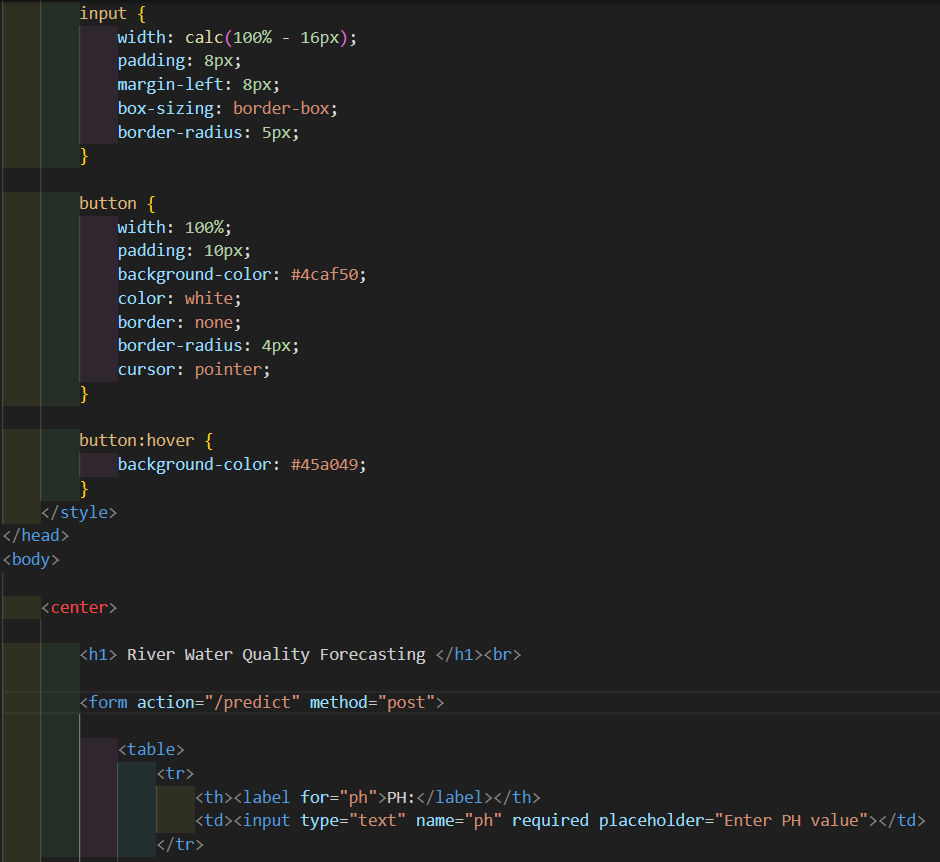 input {
width: calc(100% - 16px);
padding: 8px;
margin-left: 8px;
box-sizing: border-box;
border-radius: 5px;
}
button {
width: 100%;
padding: 10px;
background-color: #4caf50;
color: white;
border: none;
border-radius: 4px;
cursor: pointer;
}
button:hover {
background-color: #45a049;
}
</style>
</head>
<body>
<center>
<h1> River Water Quality Forecasting </h1><br>
<form action="/predict" method="post">
<table>
<tr>
<th><label for="ph">PH:</label></th>
<td><input type="text" name="ph" required placeholder="Enter PH value"></td>
</tr>